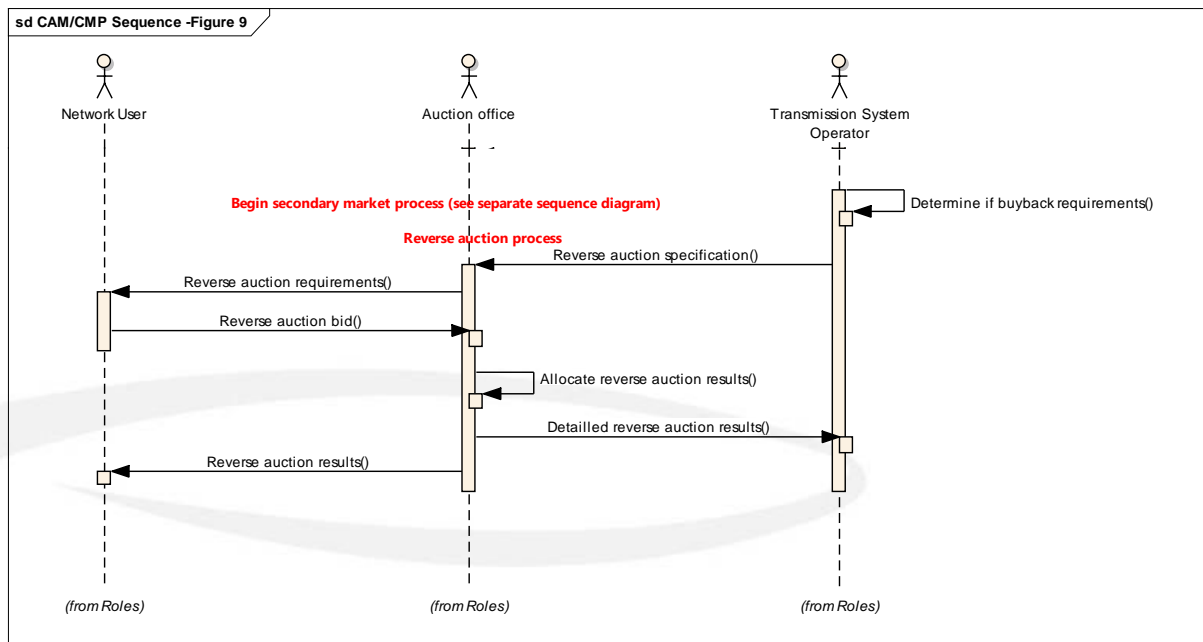 sd CAM/CMP Sequence -Figure 9
Network User
Auction office
Transmission System
Operator
Begin secondary market process (see separate sequence diagram)
Determine if buyback requirements()
Reverse auction process
Reverse auction specification()
Reverse auction requirements()
Reverse auction bid()
Allocate reverse auction results()
Detailled reverse auction results()
Reverse auction results()
(from Roles)
(from Roles)
(from Roles)